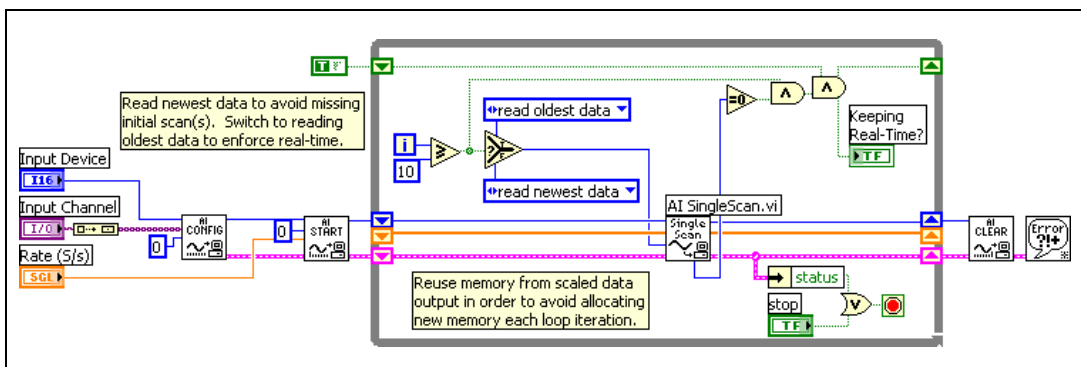 T F
Read newest data to avoid missing
initial scan(s).  Switch to reading
oldest data to enforce real-time.
read oldest data
i
10
≥
?
F
read newest data
=0
∧
∧
Keeping
Real-Time?
TF
Input Device
I16
Input Channel
I/O
Rate (S/s)
SGL
0
AI
CONFIG
0
AI
START
AI SingleScan.vi
Single
Scan
AI
CLEAR
Error
?!+
Reuse memory from scaled data
output in order to avoid allocating
new memory each loop iteration.
status
stop
TF
V